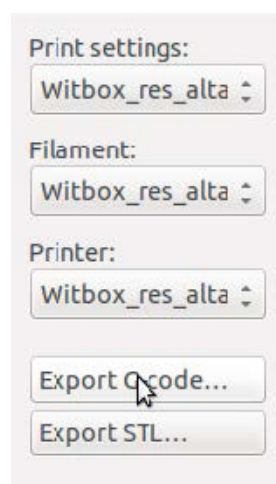 Print settings:
Witbox_res_alta
Filament:
Witbox_res_alta
Printer:
Witbox_res_alta
Export G-code...
Export STL...